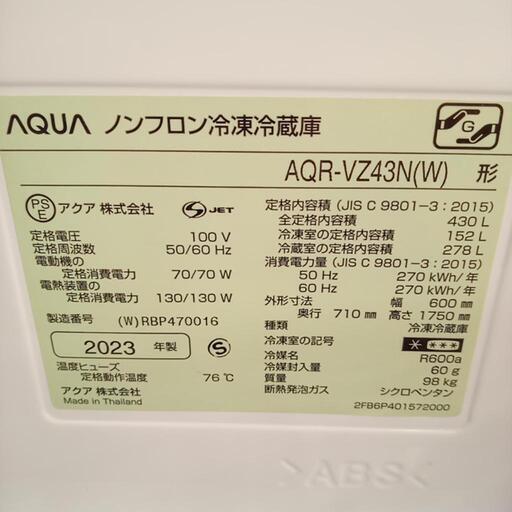 AQUA ノンフロン冷凍冷蔵庫
G
AQR-VZ43N(W) 形
PS E アクア 株式会社 S JET
定格電圧 100 V
定格周波数 50/60 Hz
電動機の
定格消費電力 70/70 W
電熱装置の
定格消費電力 130/130 W
製造番号 (W)RBP470016
2023 年製 S
温度ヒューズ
定格動作温度 76℃
アクア 株式会社
Made in Thailand
定格内容積 (JIS C 9801-3 : 2015)
全定格内容積 430 L
冷凍室の定格内容積 152 L
冷蔵室の定格内容積 278 L
消費電力量 (JIS C 9801-3 : 2015)
50 Hz 270 kWh/年
60 Hz 270 kWh/年
外形寸法 幅 600 mm
奥行 710 mm 高さ 1750 mm
種類 冷凍冷蔵庫
冷凍室の記号 * ***
冷媒名 R600a
冷媒封入量 60 g
質量 98 kg
断熱発泡ガス シクロペンタン
2FB6P401572000
>ABS<